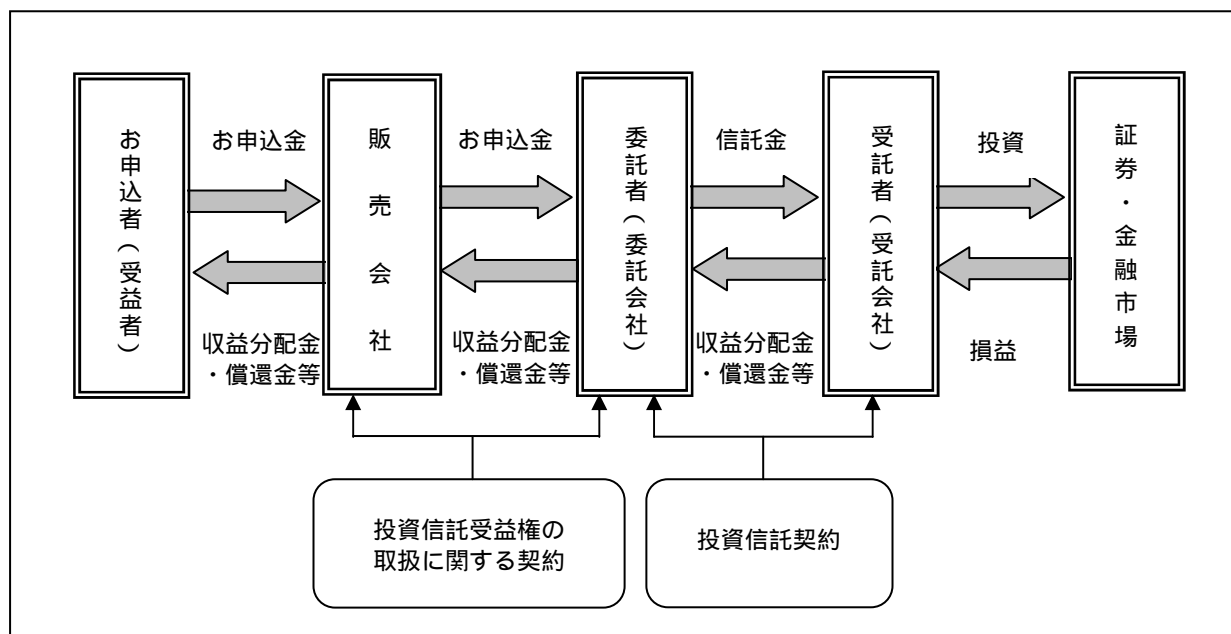 お申込者(受益者)
お申込金
収益分配金
・償還金等
販売会社
お申込金
収益分配金
・償還金等
委託者(委託会社)
信託金
収益分配金
・償還金等
受託者(受託会社)
投資
損益
証券・金融市場
投資信託受益権の
取扱に関する契約
投資信託契約